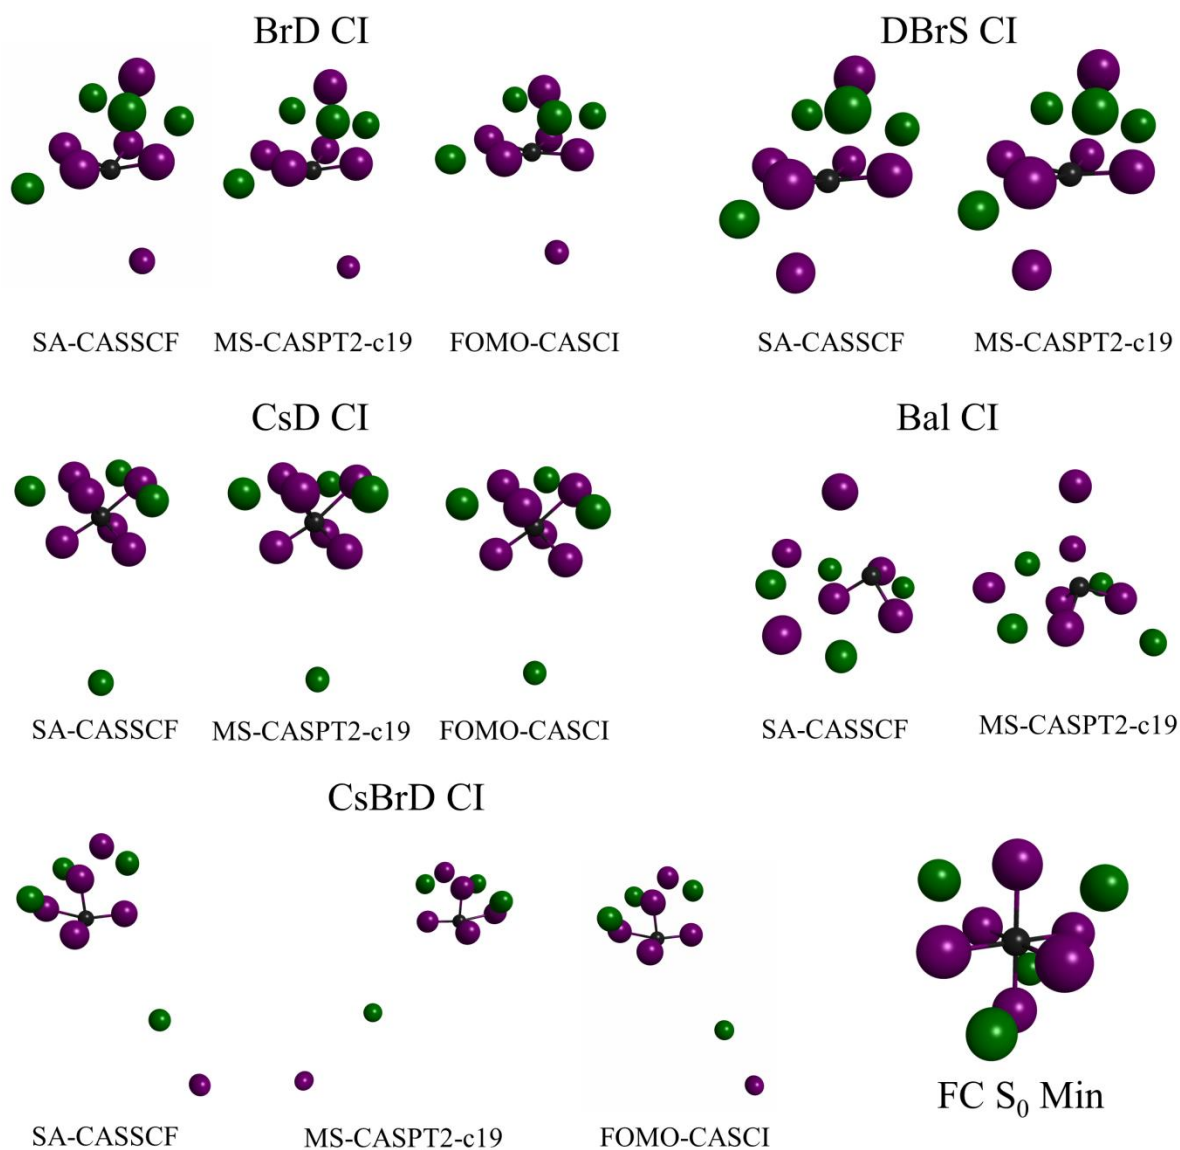 BrD CI
DBrS CI
SA-CASSCF MS-CASPT2-c19 FOMO-CASCI
SA-CASSCF MS-CASPT2-c19
CsD CI
Bal CI
SA-CASSCF MS-CASPT2-c19 FOMO-CASCI
SA-CASSCF MS-CASPT2-c19
CsBrD CI
SA-CASSCF MS-CASPT2-c19 FOMO-CASCI
FC S₀ Min